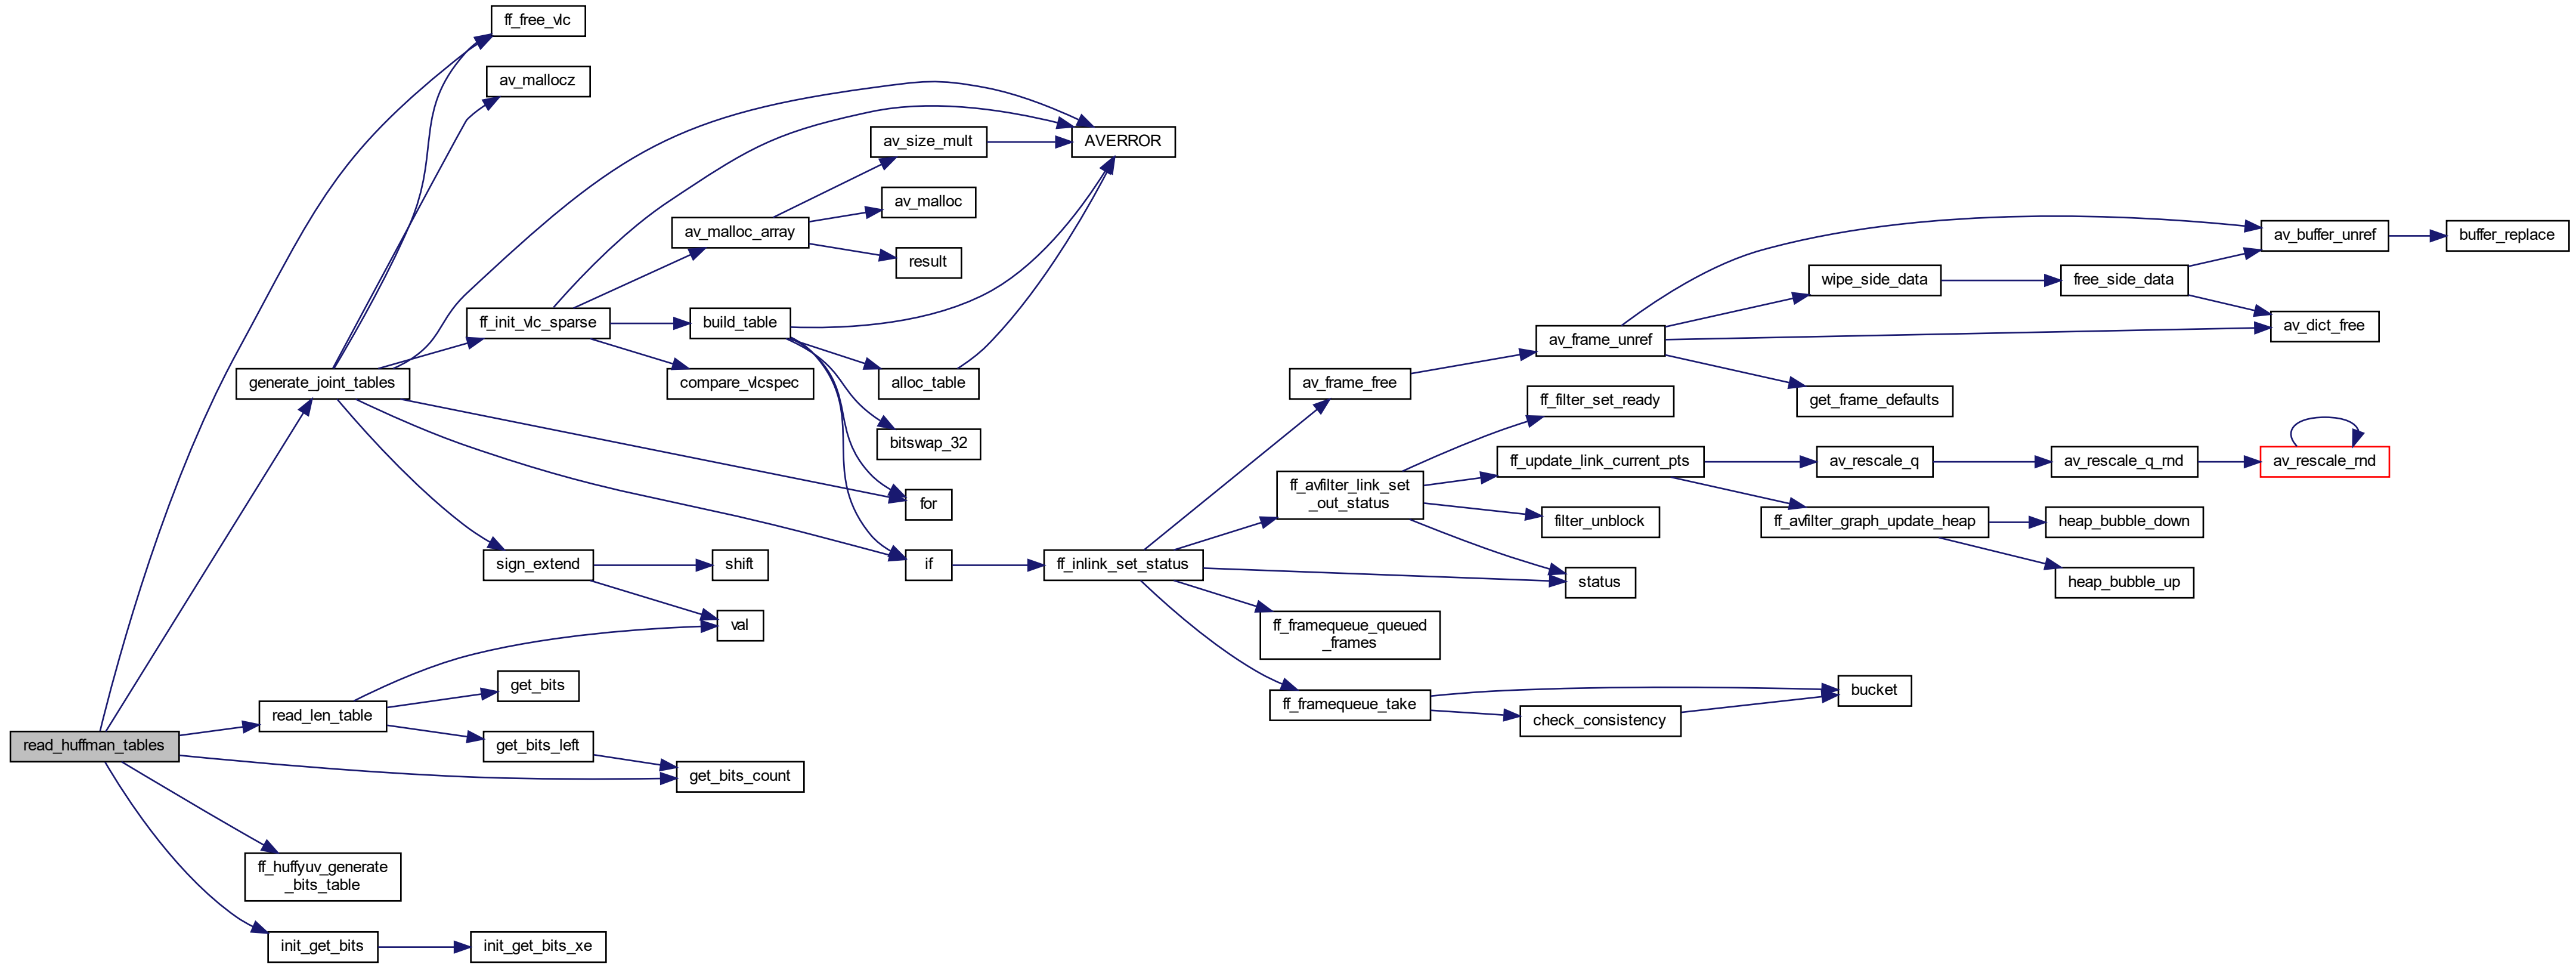 ff_free_vlc
av_mallocz
av_size_mult
AVERROR
av_malloc
av_malloc_array
result
av_buffer_unref
buffer_replace
wipe_side_data
free_side_data
ff_init_vlc_sparse
build_table
av_dict_free
av_frame_unref
generate_joint_tables
compare_vlcspec
alloc_table
av_frame_free
get_frame_defaults
ff_filter_set_ready
bitswap_32
ff_update_link_current_pts
av_rescale_q
av_rescale_q_rnd
av_rescale_rnd
ff_avfilter_link_set
_out_status
for
filter_unblock
ff_avfilter_graph_update_heap
heap_bubble_down
sign_extend
shift
if
ff_inlink_set_status
status
heap_bubble_up
val
ff_framequeue_queued
_frames
get_bits
bucket
ff_framequeue_take
read_len_table
check_consistency
read_huffman_tables
get_bits_left
get_bits_count
ff_huffyuv_generate
_bits_table
init_get_bits
init_get_bits_xe